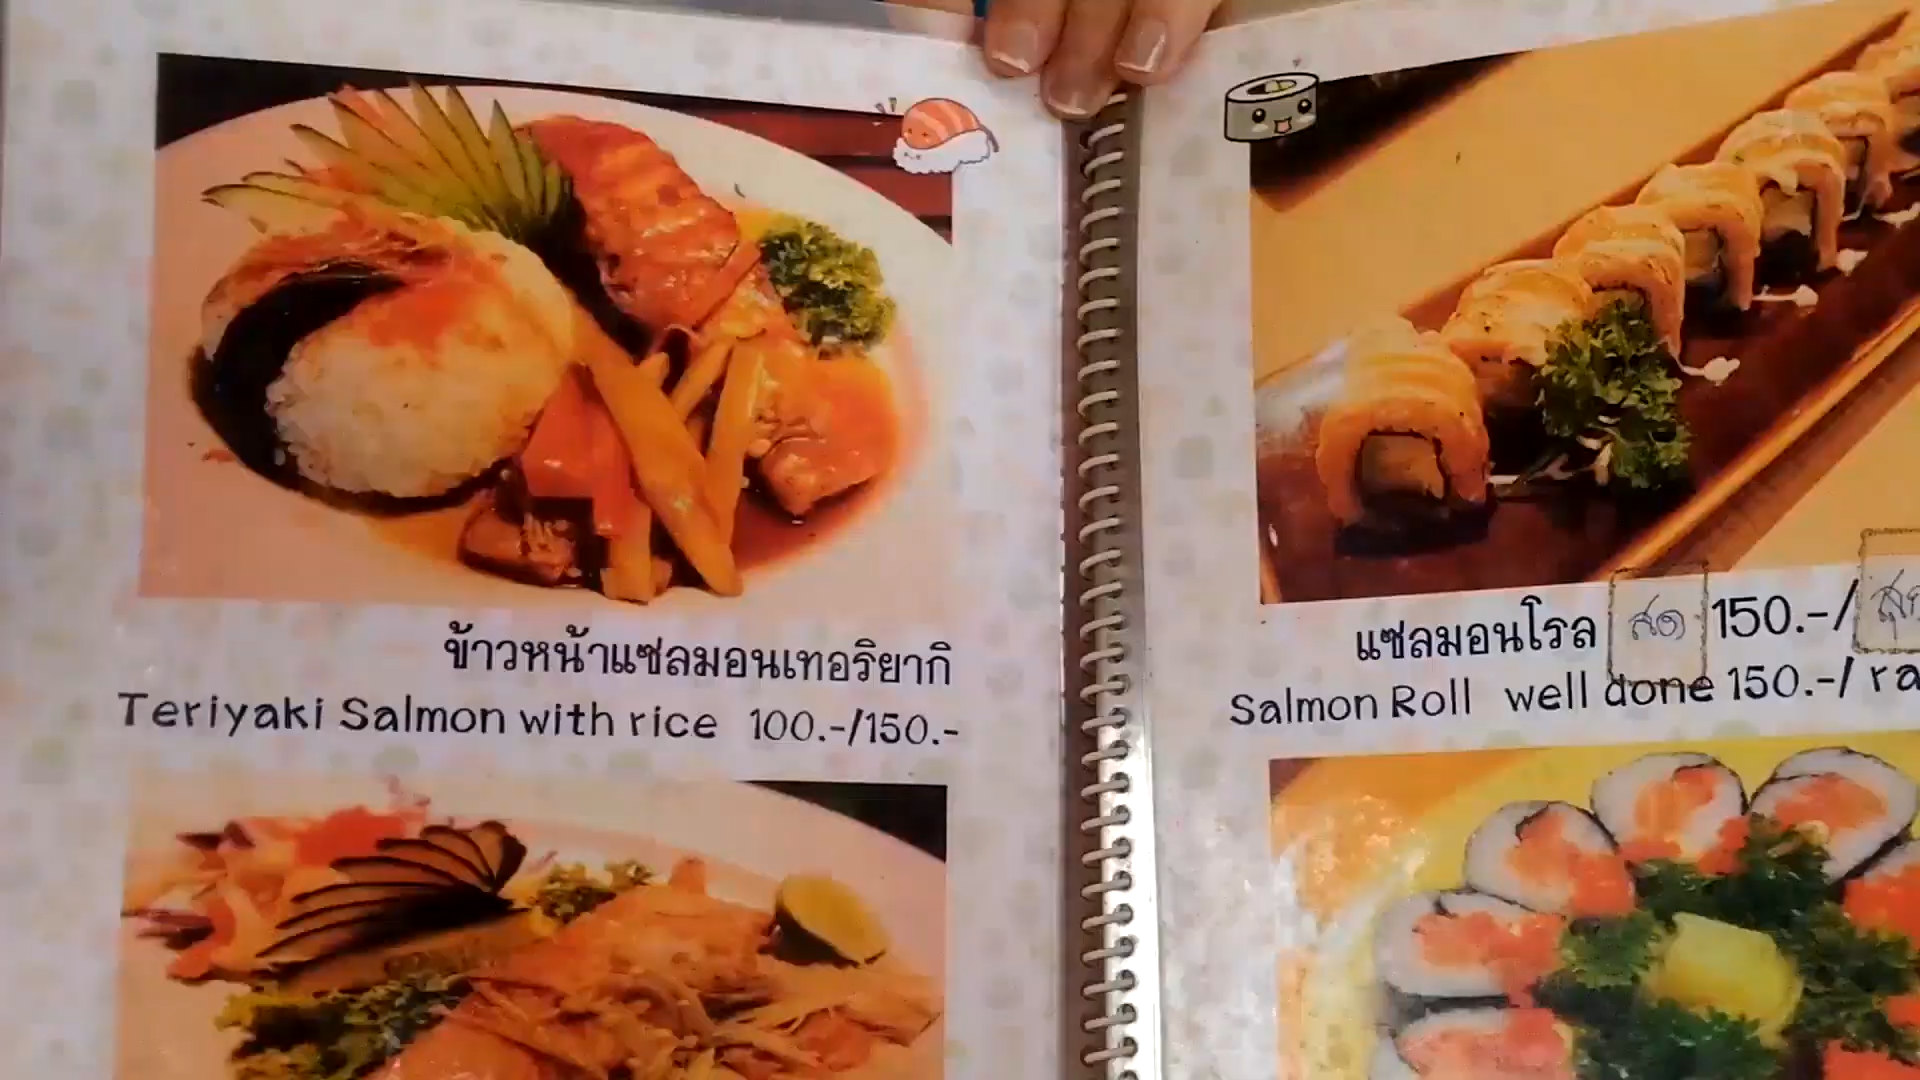 ข้าวหน้าแซลมอนเทอริยากิ
Teriyaki Salmon with rice 100.-/150.-
แซลมอนโรล สด 150.-/
Salmon Roll well done 150.-/ ra